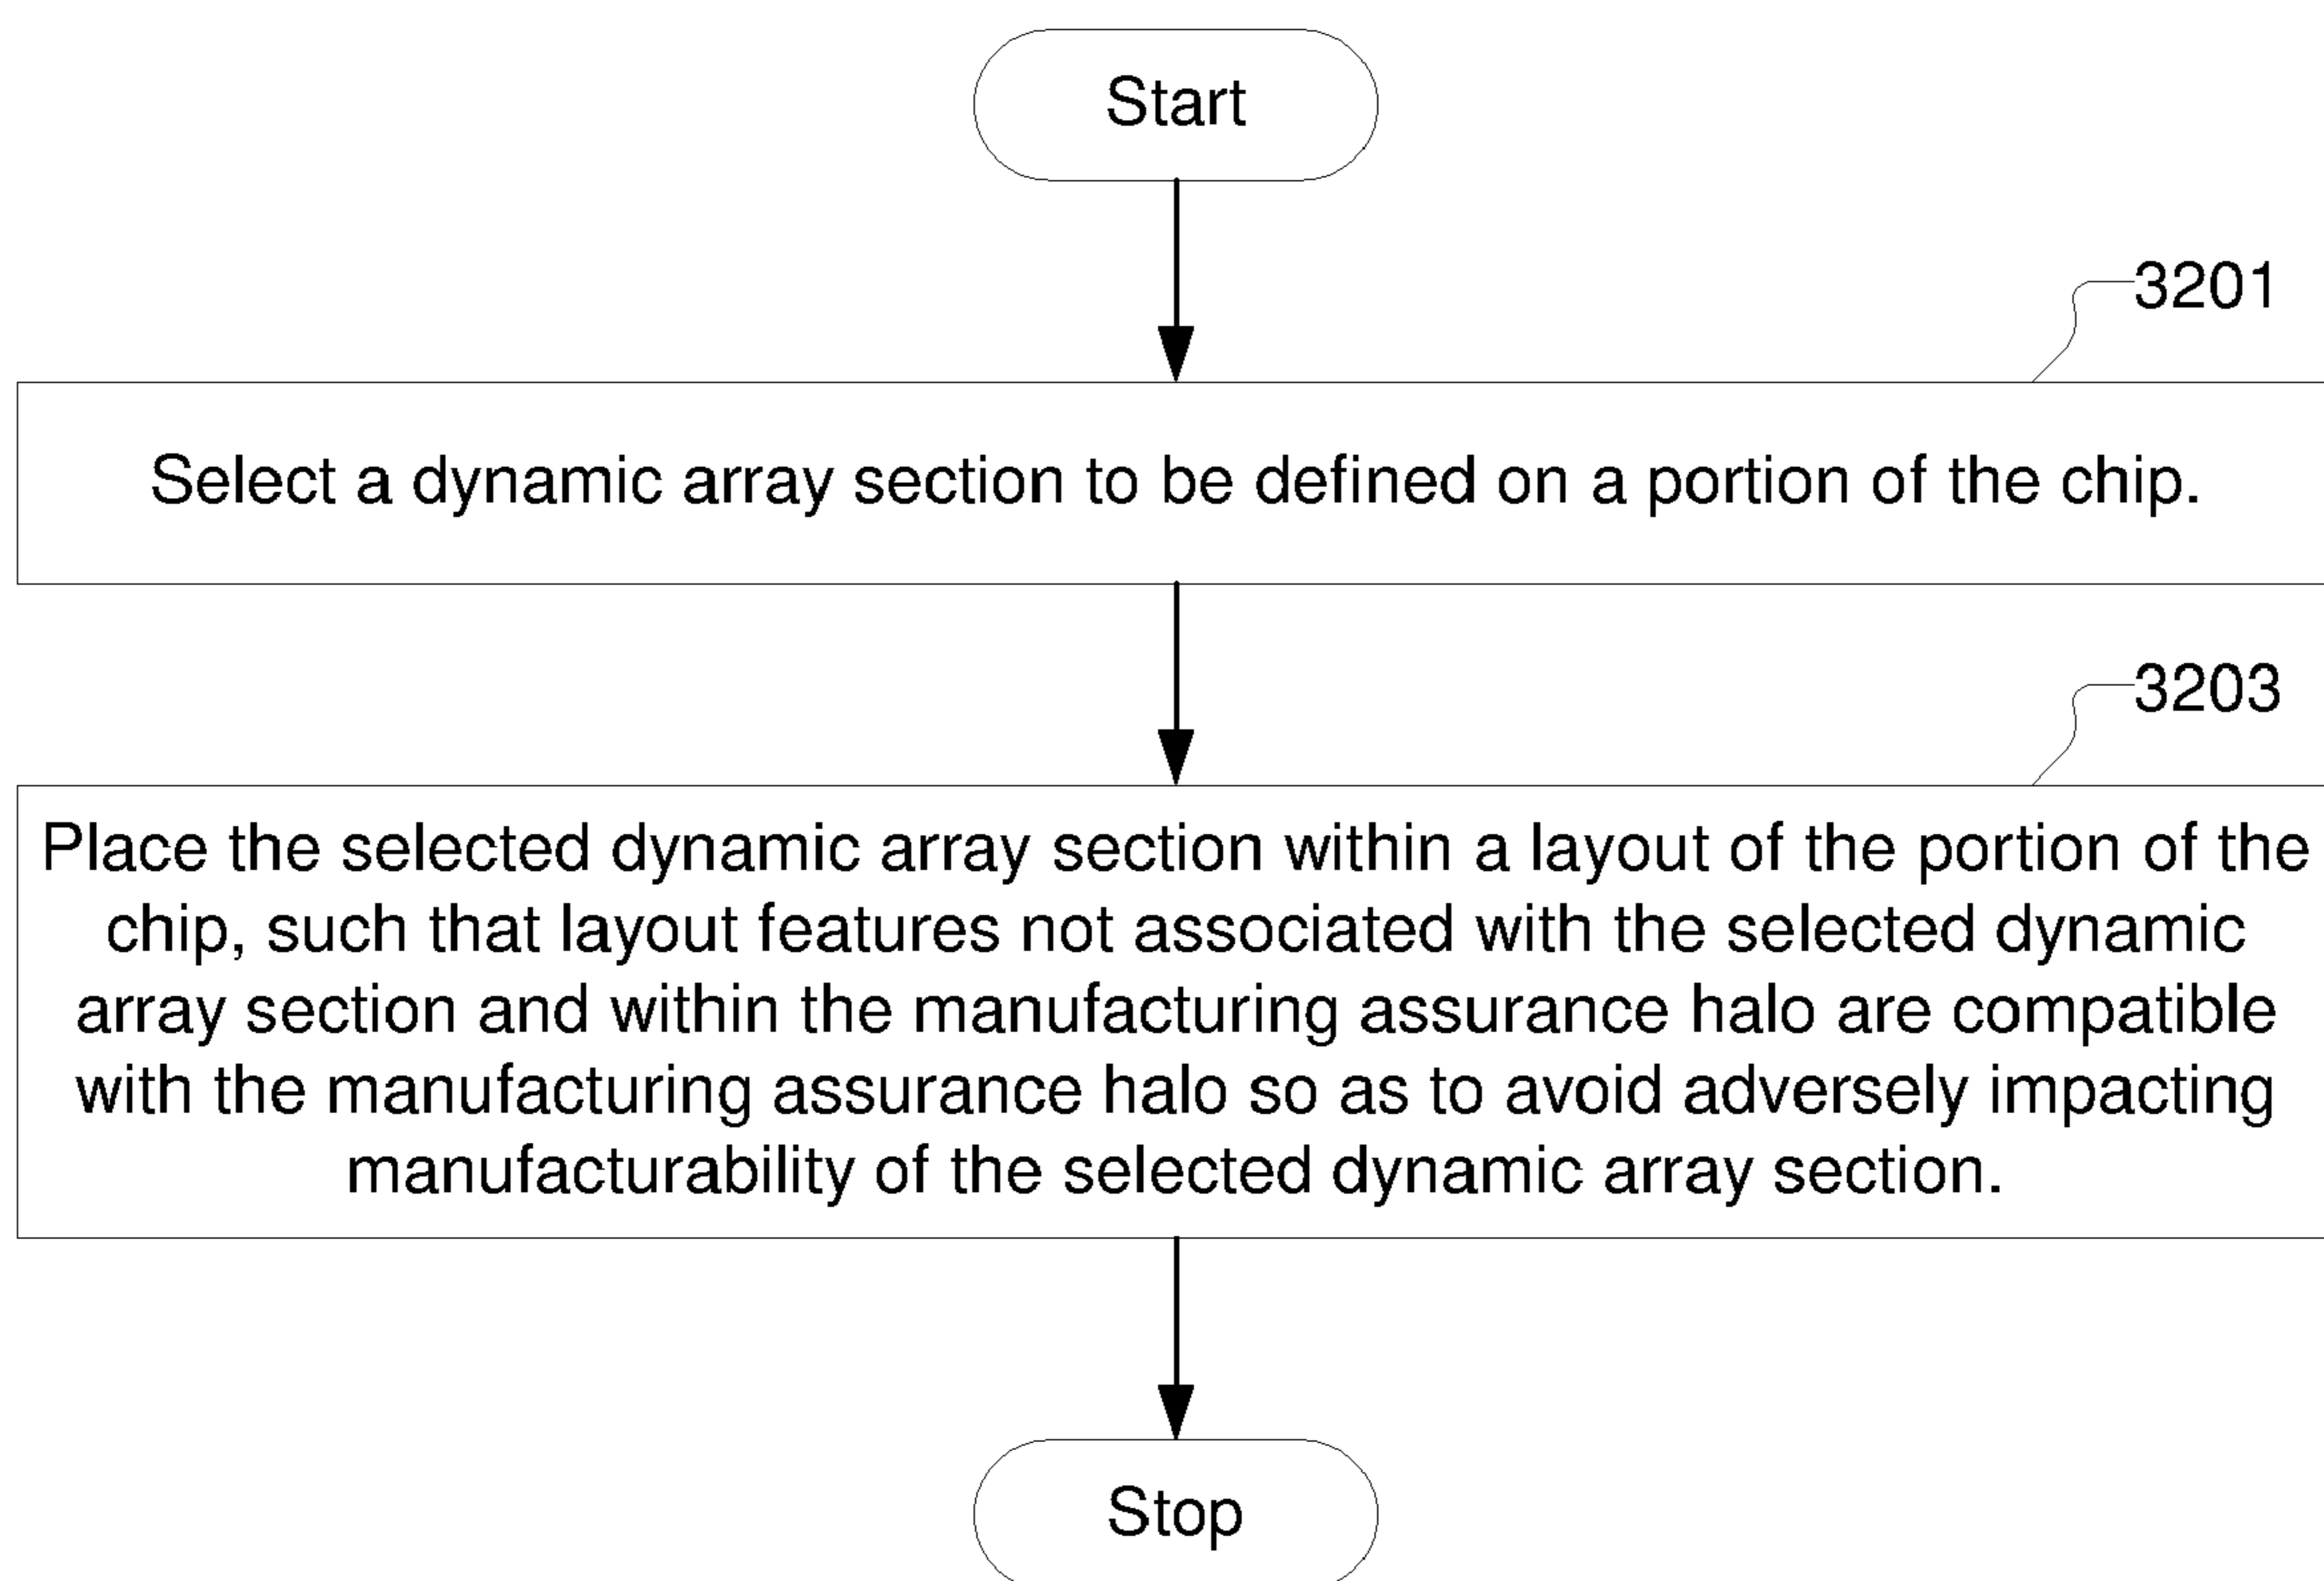 Start
3201
Select a dynamic array section to be defined on a portion of the chip.
3203
Place the selected dynamic array section within a layout of the portion of the
chip, such that layout features not associated with the selected dynamic
array section and within the manufacturing assurance halo are compatible
with the manufacturing assurance halo so as to avoid adversely impacting
manufacturability of the selected dynamic array section.
Stop